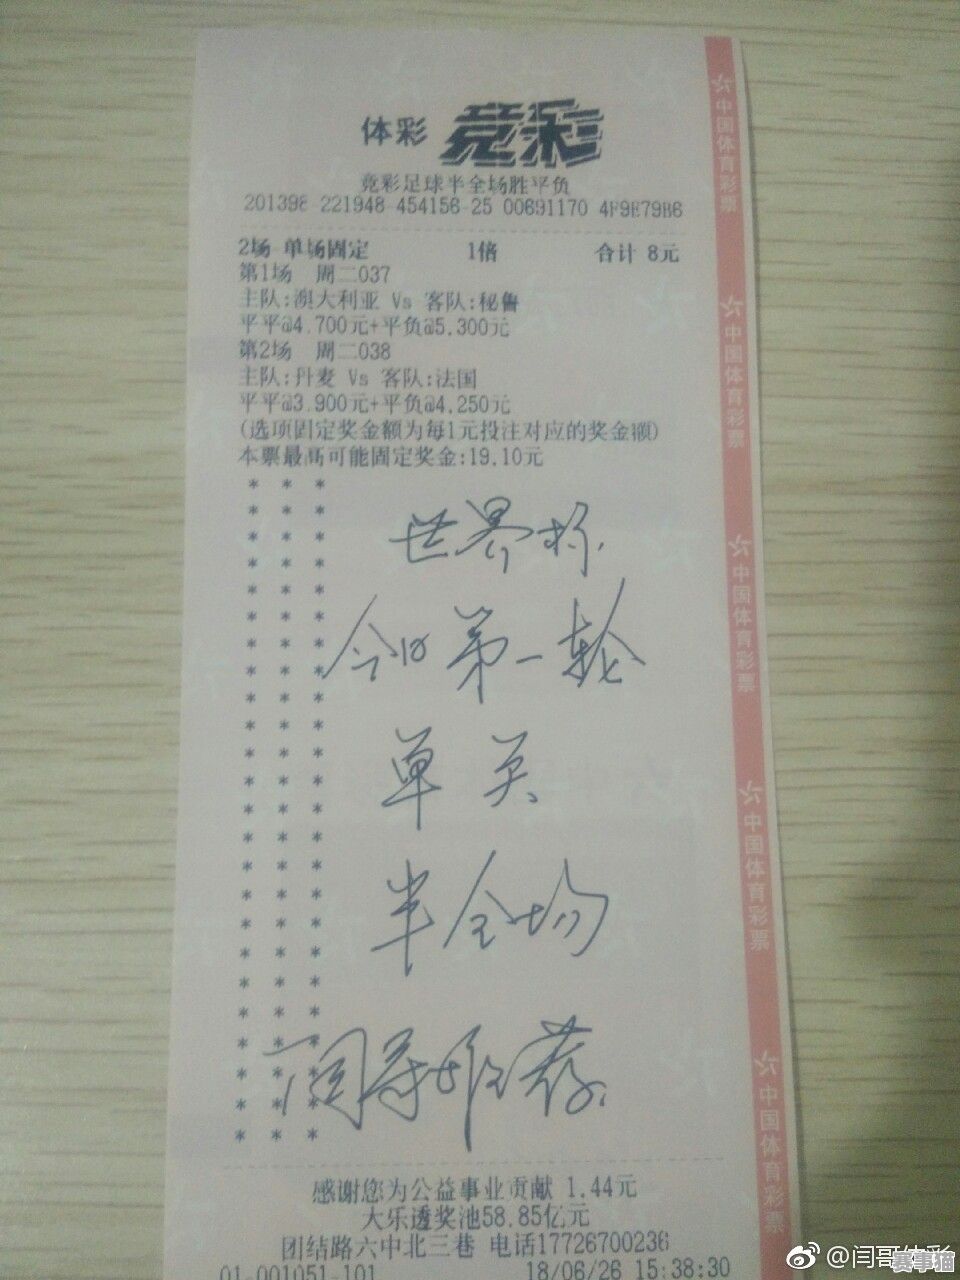 体彩 竞彩
竞彩足球半全场胜平负
201398 221948 454156 25 00691170 4F9E79B6
2场 单场固定 1倍 合计 8元
第1场 周二037
主队:澳大利亚 Vs 客队:秘鲁
平平@4.700元+平负@5.300元
第2场 周二038
主队:丹麦 Vs 客队:法国
平平@3.900元+平负@4.250元
(选项固定奖金额为每1元投注对应的奖金额)
本票最高可能固定奖金:19.10元
世界杯
今日第一轮
单关
半全场
闫哥推荐
感谢您为公益事业贡献 1.44元
大乐透奖池58.85亿元
团结路六中北三巷 电话17726700236
01-001051-101 18/06/26 15:38:30
中国体育彩票
中国体育彩票
中国体育彩票
中国体育彩票
中国体育彩票
@闫哥体彩
赛事猫